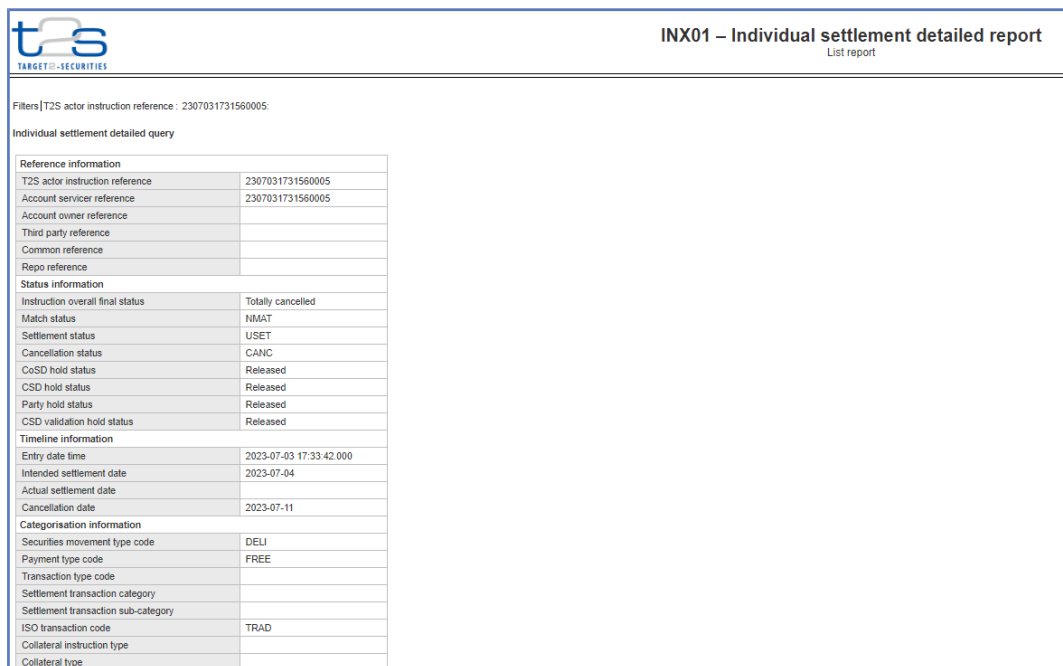 t2s
TARGET2-SECURITIES
INX01 – Individual settlement detailed report
List report
Filters|T2S actor instruction reference : 2307031731560005:
Individual settlement detailed query
Reference information
T2S actor instruction reference 2307031731560005
Account servicer reference 2307031731560005
Account owner reference
Third party reference
Common reference
Repo reference
Status information
Instruction overall final status Totally cancelled
Match status NMAT
Settlement status USET
Cancellation status CANC
CoSD hold status Released
CSD hold status Released
Party hold status Released
CSD validation hold status Released
Timeline information
Entry date time 2023-07-03 17:33:42.000
Intended settlement date 2023-07-04
Actual settlement date
Cancellation date 2023-07-11
Categorisation information
Securities movement type code DELI
Payment type code FREE
Transaction type code
Settlement transaction category
Settlement transaction sub-category
ISO transaction code TRAD
Collateral instruction type
Collateral type